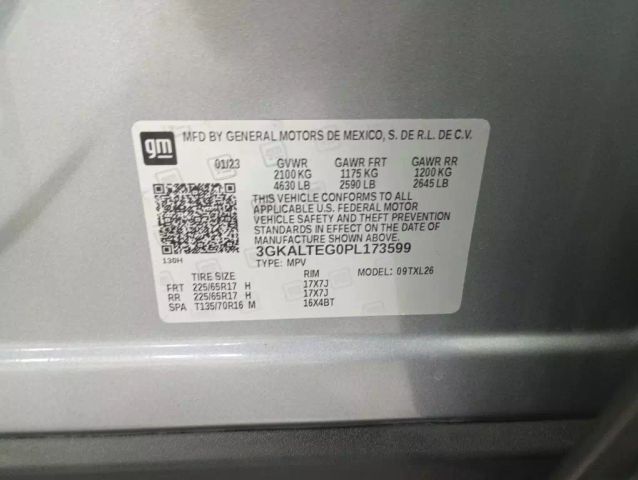 gm
MFD BY GENERAL MOTORS DE MEXICO, S. DE R.L. DE C.V.
01/23 GVWR GAWR FRT GAWR RR
2100 KG 1175 KG 1200 KG
4630 LB 2590 LB 2645 LB
THIS VEHICLE CONFORMS TO ALL
APPLICABLE U.S. FEDERAL MOTOR
VEHICLE SAFETY AND THEFT PREVENTION
STANDARDS IN EFFECT ON THE DATE OF
MANUFACTURE SHOWN ABOVE.
3GKALTEG0PL173599
130H
TYPE: MPV MODEL: 09TXL26
TIRE SIZE RIM
FRT 225/65R17 H 17X7J
RR 225/65R17 H 17X7J
SPA T135/70R16 M 16X4BT